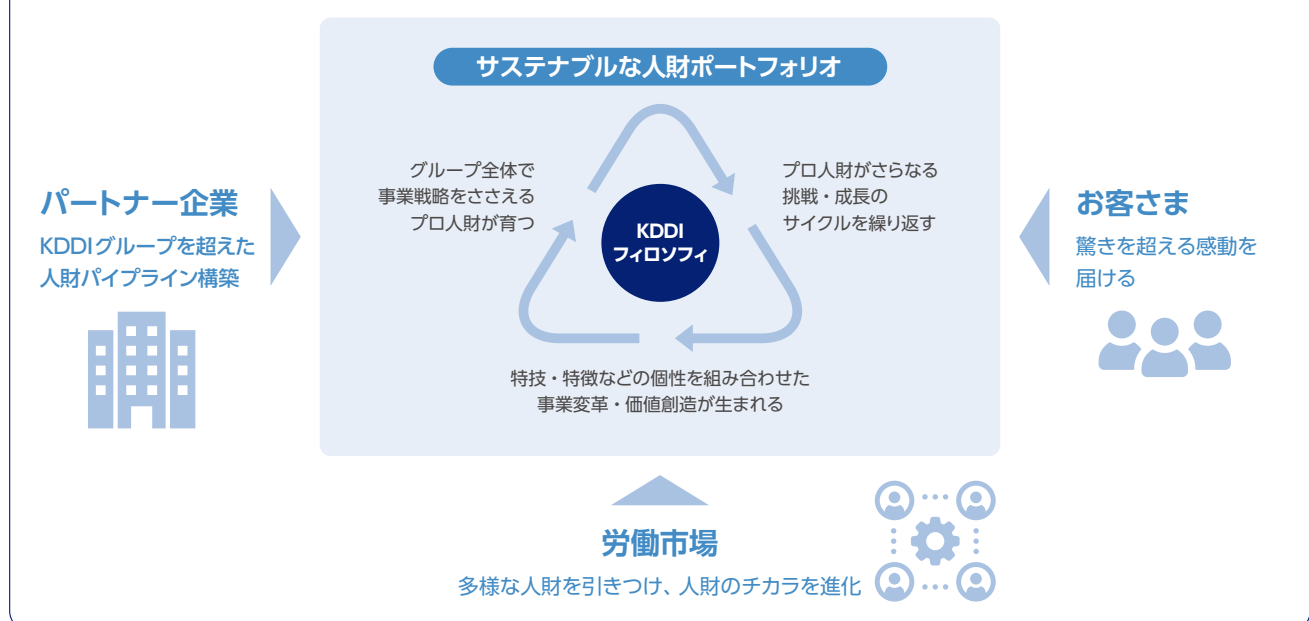 サステナブルな人財ポートフォリオ
グループ全体で
事業戦略をささえる
プロ人財が育つ
プロ人財がさらなる
挑戦・成長の
サイクルを繰り返す
KDDI
フィロソフィ
特技・特徴などの個性を組み合わせた
事業変革・価値創造が生まれる
パートナー企業
KDDIグループを超えた
人財パイプライン構築
お客さま
驚きを超える感動を
届ける
労働市場
多様な人財を引きつけ、人財のチカラを進化